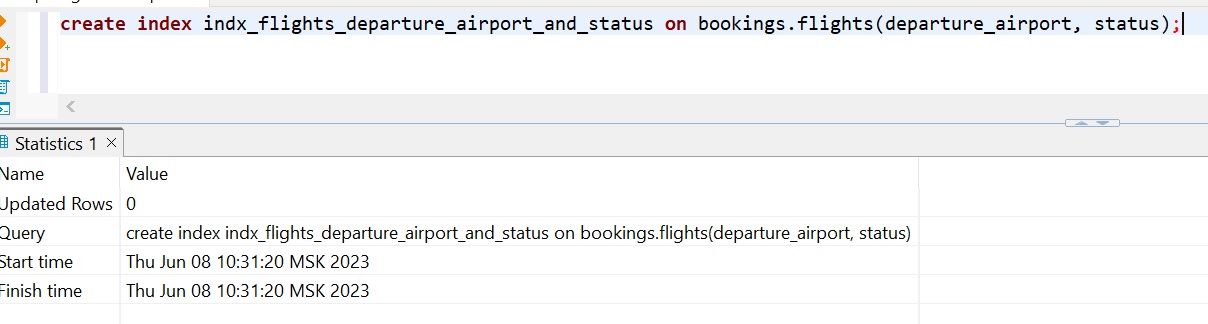 create index indx_flights_departure_airport_and_status on bookings.flights(departure_airport, status);
Statistics 1
Name Value
Updated Rows 0
Query create index indx_flights_departure_airport_and_status on bookings.flights(departure_airport, status)
Start time Thu Jun 08 10:31:20 MSK 2023
Finish time Thu Jun 08 10:31:20 MSK 2023